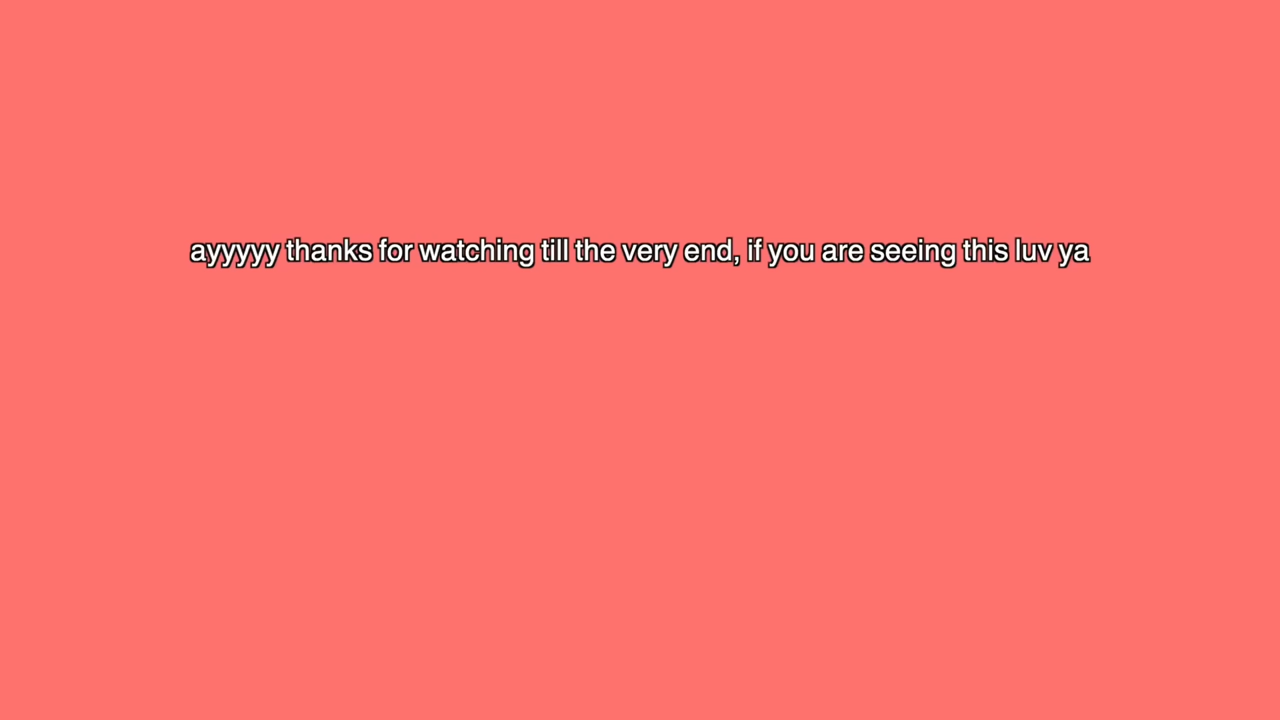 ayyyyy thanks for watching till the very end, if you are seeing this luv ya